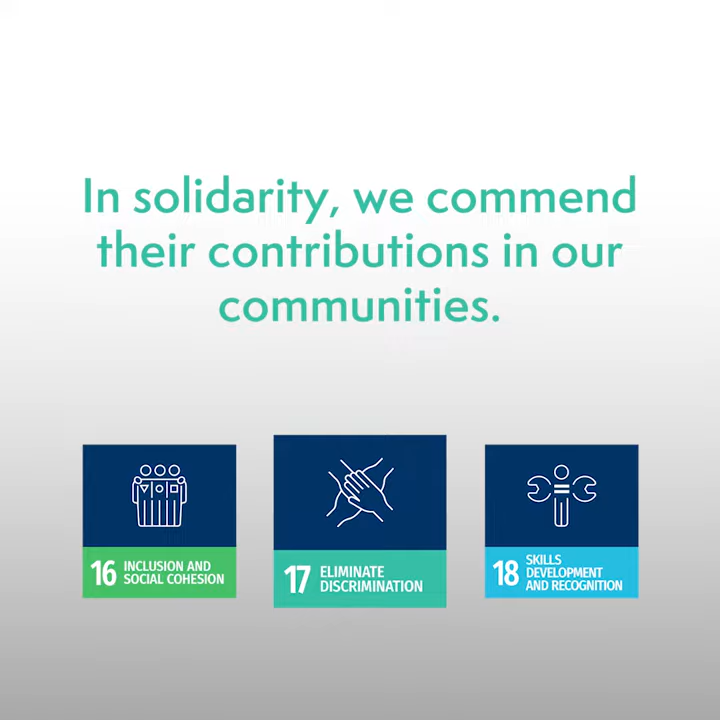 In solidarity, we commend
their contributions in our
communities.
16 INCLUSION AND
SOCIAL COHESION
17 ELIMINATE
DISCRIMINATION
18 SKILLS
DEVELOPMENT
AND RECOGNITION